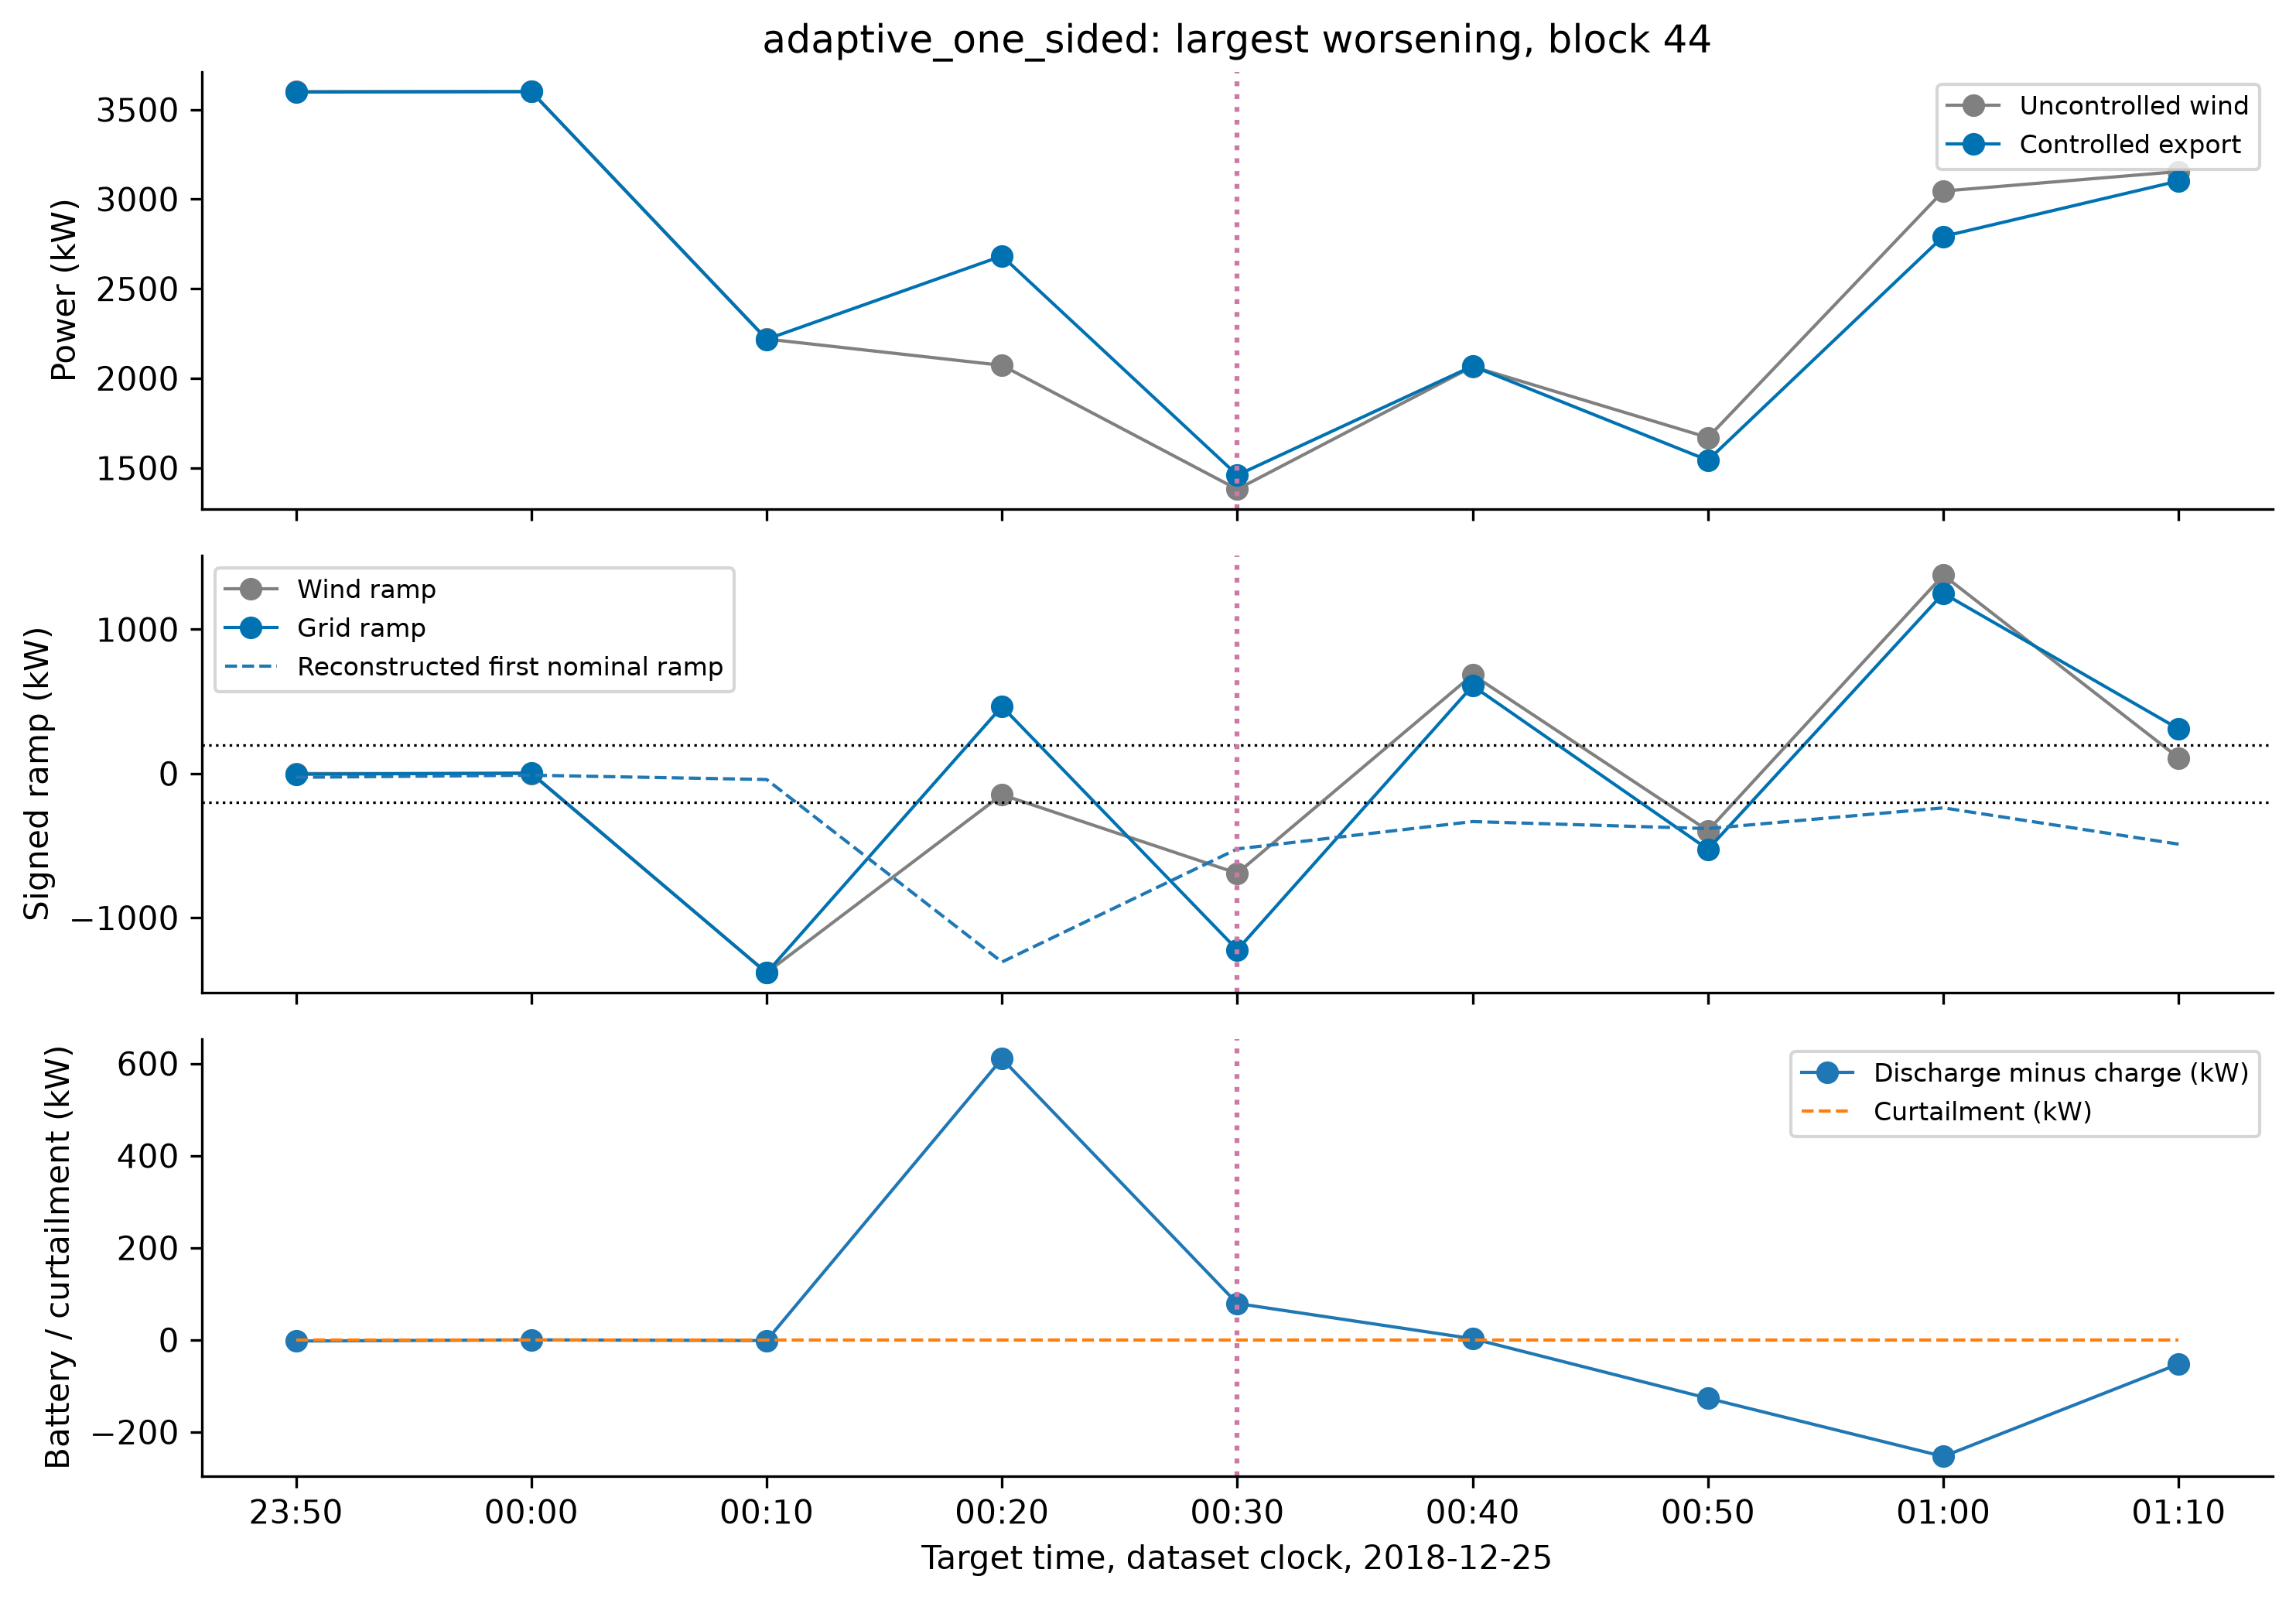 adaptive_one_sided: largest worsening, block 44
Power (kW)
3500
3000
2500
2000
1500
Uncontrolled wind
Controlled export
Signed ramp (kW)
1000
0
−1000
Wind ramp
Grid ramp
Reconstructed first nominal ramp
Battery / curtailment (kW)
600
400
200
0
−200
Discharge minus charge (kW)
Curtailment (kW)
23:50 00:00 00:10 00:20 00:30 00:40 00:50 01:00 01:10
Target time, dataset clock, 2018-12-25